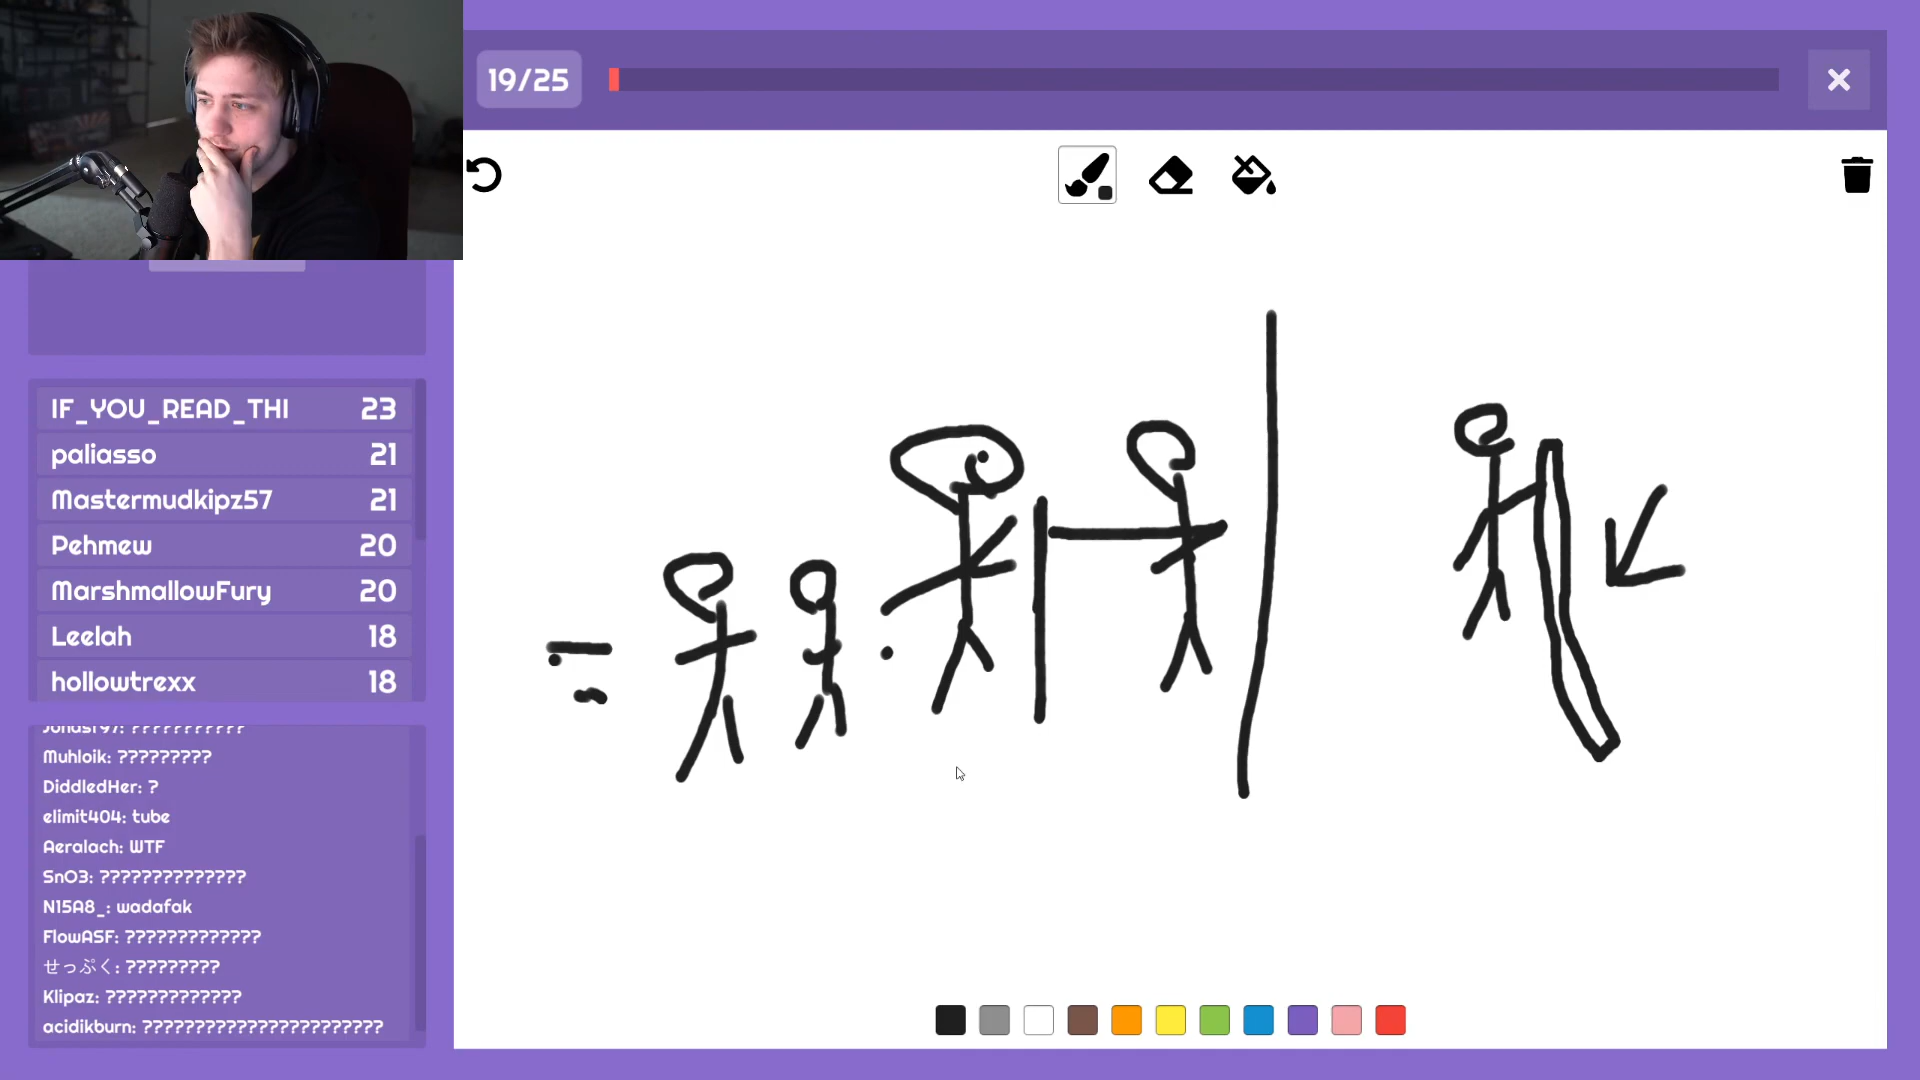 19/25
IF_YOU_READ_THI 23
paliasso 21
Mastermudkipz57 21
Pehmew 20
MarshmallowFury 20
Leelah 18
hollowtrexx 18
Muhloik: ?????????
DiddledHer: ?
elimit404: tube
Aeralach: WTF
SnO3: ??????????????
N15A8_: wadafak
FlowASF: ?????????????
せっぷく: ?????????
Klipaz: ?????????????
acidikburn: ???????????????????????